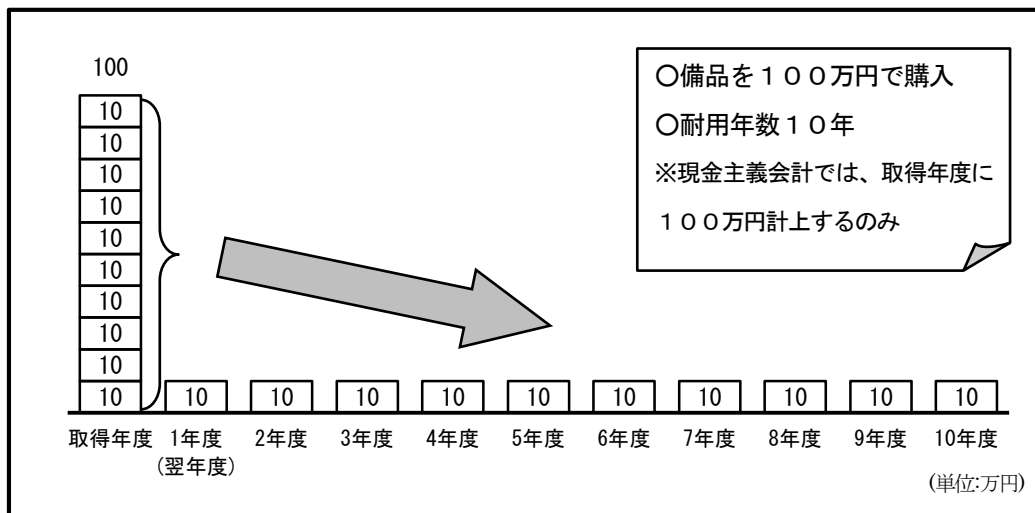 100
10
10
10
10
10
10
10
10
10
10
10 10 10 10 10 10 10 10 10 10
取得年度 1年度 2年度 3年度 4年度 5年度 6年度 7年度 8年度 9年度 10年度
(翌年度)
(単位:万円)
○備品を１００万円で購入
○耐用年数１０年
※現金主義会計では、取得年度に
１００万円計上するのみ